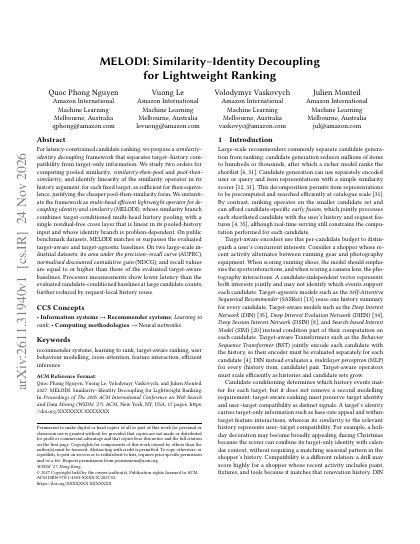 MELODI: Similarity–Identity Decoupling
for Lightweight Ranking
Quoc Phong Nguyen
Amazon International
Machine Learning
Melbourne, Australia
qphong@amazon.com
Vuong Le
Amazon International
Machine Learning
Melbourne, Australia
levuong@amazon.com
Volodymyr Vaskovych
Amazon International
Machine Learning
Melbourne, Australia
vaskovyc@amazon.com
Julien Monteil
Amazon International
Machine Learning
Melbourne, Australia
jul@amazon.com
arXiv:2611.31946v1 [cs.IR] 24 Nov 2026
Abstract
For latency-constrained candidate ranking, we propose a similarity–
identity decoupling framework that separates target–history com-
patibility from target-only information. We study two orders for
computing pooled similarity, similarity-then-pool and pool-then-
similarity, and identify linearity of the similarity operator in its
history argument, for each fixed target, as sufficient for their equiva-
lence, justifying the cheaper pool-then-similarity form. We instanti-
ate the framework as
whose similarity branch
combines target-conditioned multi-head history pooling with a
single residual-free cross layer that is linear in its pooled-history
input and whose identity branch is problem-dependent. On public
benchmark datasets, MELODI matches or surpasses the evaluated
target-aware and target-agnostic baselines. On two large-scale in-
dustrial datasets, its area under the precision–recall curve (AUPRC),
normalised discounted cumulative gain (NDCG), and recall values
are equal to or higher than those of the evaluated target-aware
baselines. Processor measurements show lower latency than the
evaluated candidate-conditioned baselines at large candidate counts,
further reduced by request-local history reuse.
CCS Concepts
• Information systems → Recommender systems; Learning to
rank; • Computing methodologies → Neural networks.
Keywords
recommender systems, learning to rank, target-aware ranking, user
behaviour modelling, cross-attention, feature interaction, efficient
inference
ACM Reference Format:
Quoc Phong Nguyen, Vuong Le, Volodymyr Vaskovych, and Julien Monteil.
2027. MELODI: Similarity–Identity Decoupling for Lightweight Ranking.
In Proceedings of The 20th ACM International Conference on Web Search
and Data Mining (WSDM '27). ACM, New York, NY, USA, 17 pages. https:
//doi.org/XXXXXXX.XXXXXXX
Permission to make digital or hard copies of all or part of this work for personal or
classroom use is granted without fee provided that copies are not made or distributed
for profit or commercial advantage and that copies bear this notice and the full citation
on the first page. Copyrights for components of this work owned by others than the
author(s) must be honored. Abstracting with credit is permitted. To copy otherwise, or
republish, to post on servers or to redistribute to lists, requires prior specific permission
and/or a fee. Request permissions from permissions@acm.org.
WSDM '27, Hong Kong
© 2027 Copyright held by the owner/author(s). Publication rights licensed to ACM.
https://doi.org/XXXXXXX.XXXXXXX
1 Introduction
Large-scale recommenders commonly separate candidate genera-
tion from ranking: candidate generation reduces millions of items
to hundreds or thousands, after which a richer model ranks the
shortlist
Candidate generation can use separately encoded
user or query and item representations with a simple similarity
scorer [12, 31]. This decomposition permits item representations
to be precomputed and searched efficiently at catalogue scale
By contrast, ranking operates on the smaller candidate set and
can afford candidate-specific early fusion, which jointly processes
each shortlisted candidate with the user's history and request fea-
tures [4, 35], although real-time serving still constrains the compu-
tation performed for each candidate.
Target-aware encoders use this per-candidate budget to distin-
guish a user's concurrent interests. Consider a shopper whose re-
cent activity alternates between running gear and photography
equipment. When scoring running shoes, the model should empha-
sise the sports interactions, and when scoring a camera lens, the pho-
tography interactions. A candidate-independent vector represents
both interests jointly and may not identify which events support
each candidate. Target-agnostic models such as the Self-Attentive
Sequential Recommender (SASRec) [13] reuse one history summary
for every candidate. Target-aware models such as the Deep Interest
Network (DIN) [35], Deep Interest Evolution Network (DIEN) [34],
Deep Session Interest Network (DSIN) [8], and Search-based Interest
Model (SIM) [20] instead condition part of the computation on
each candidate. Target-aware Transformers such as the Behavior
Sequence Transformer (BST) jointly encode each candidate with
the history, so their encoder must be evaluated separately for each
candidate [4]. DIN instead evaluates a multilayer perceptron (MLP)
for every (history item, candidate) pair. Target-aware operators
must scale efficiently as histories and candidate sets grow.
Candidate conditioning determines which history events matter
for each target, but it does not remove a second modelling
requirement: target-aware ranking must preserve target identity
and user–target compatibility as distinct signals. A target's identity
carries target-only information such as base-rate appeal and within-
target feature interactions, whereas its similarity to the relevant
history represents user–target compatibility. For example, a holi-
day decoration may become broadly appealing during Christmas
because the scorer can combine its target-only identity with calen-
dar context, without requiring a matching seasonal pattern in the
shopper's history. Compatibility is a different relation: a drill may
score highly for a shopper whose recent activity includes paint,
fixtures, and tools because it matches that renovation history. DIN